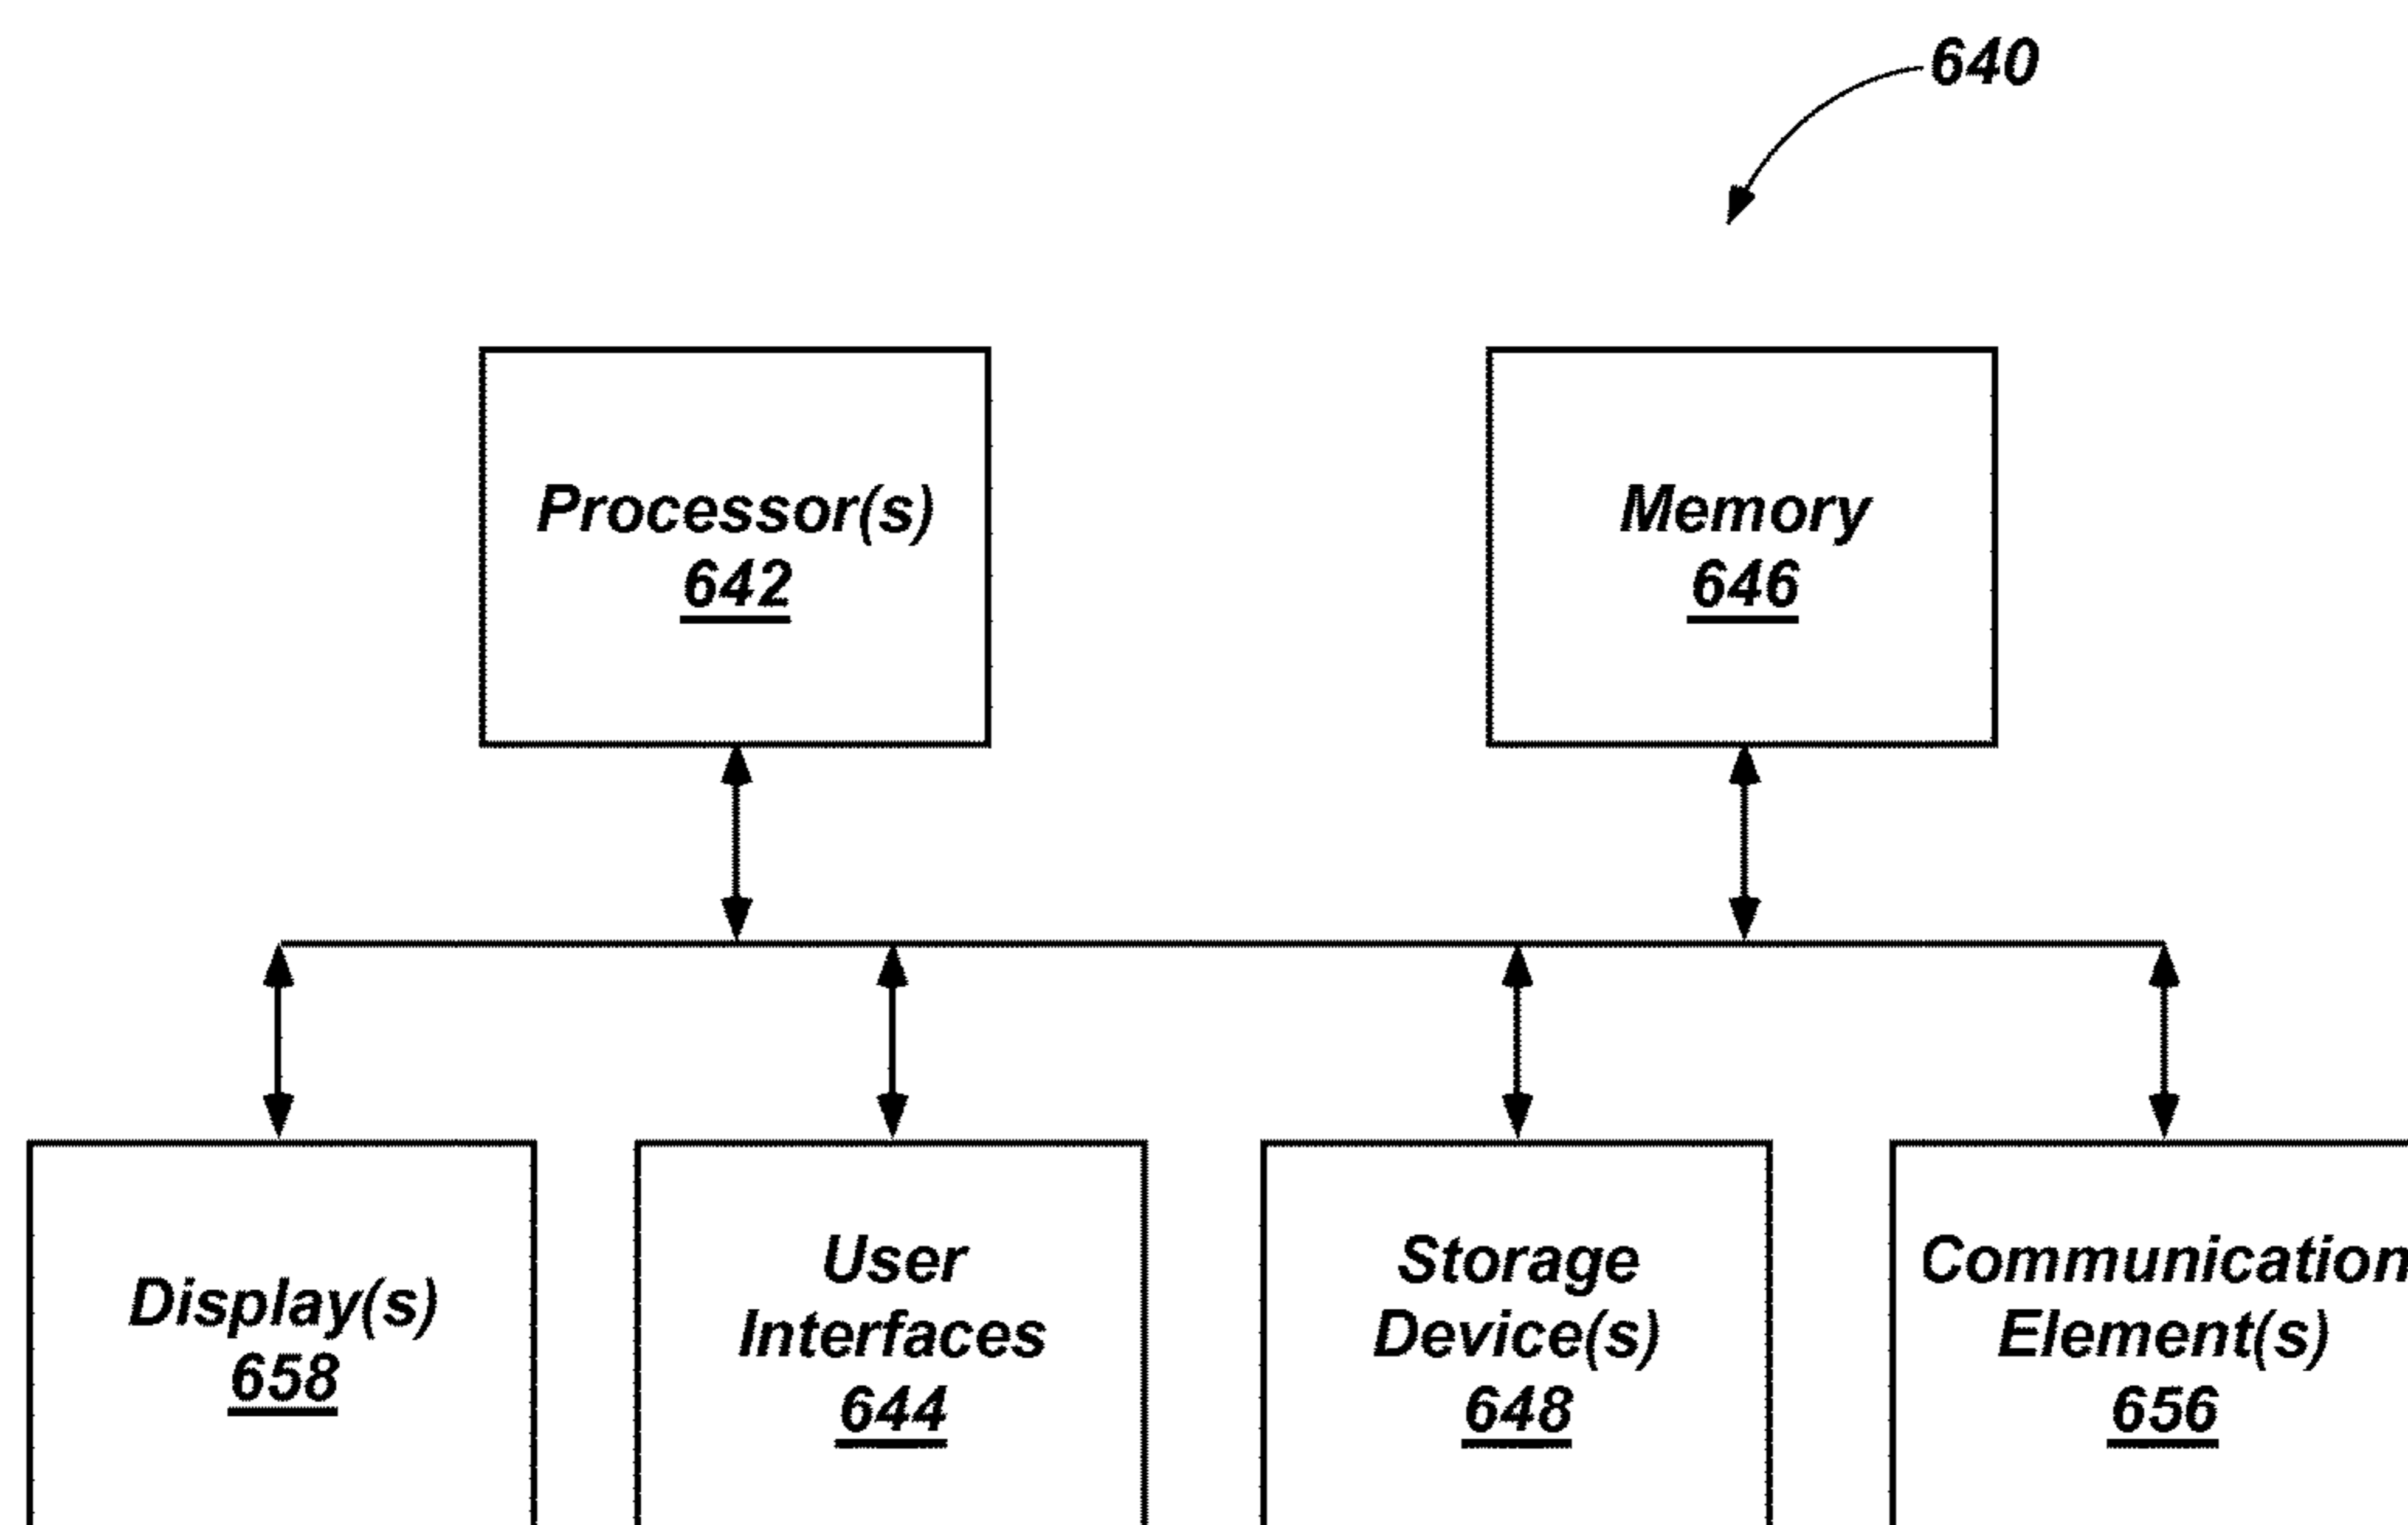 640
Processor(s)
642
Memory
646
Display(s)
658
User
Interfaces
644
Storage
Device(s)
648
Communication
Element(s)
656